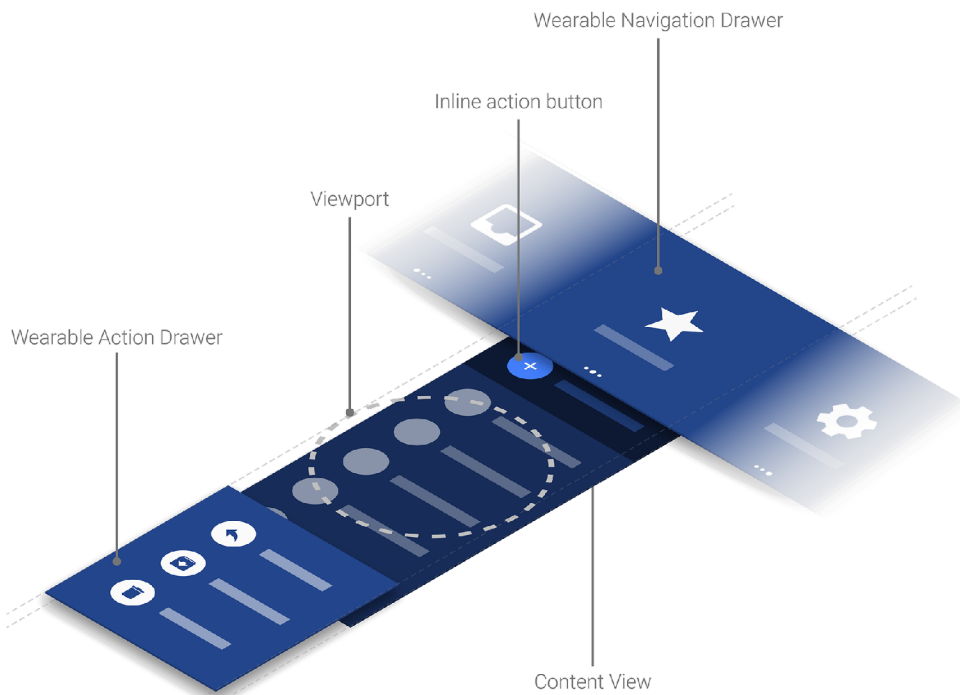 Wearable Navigation Drawer
Inline action button
Viewport
Wearable Action Drawer
Content View